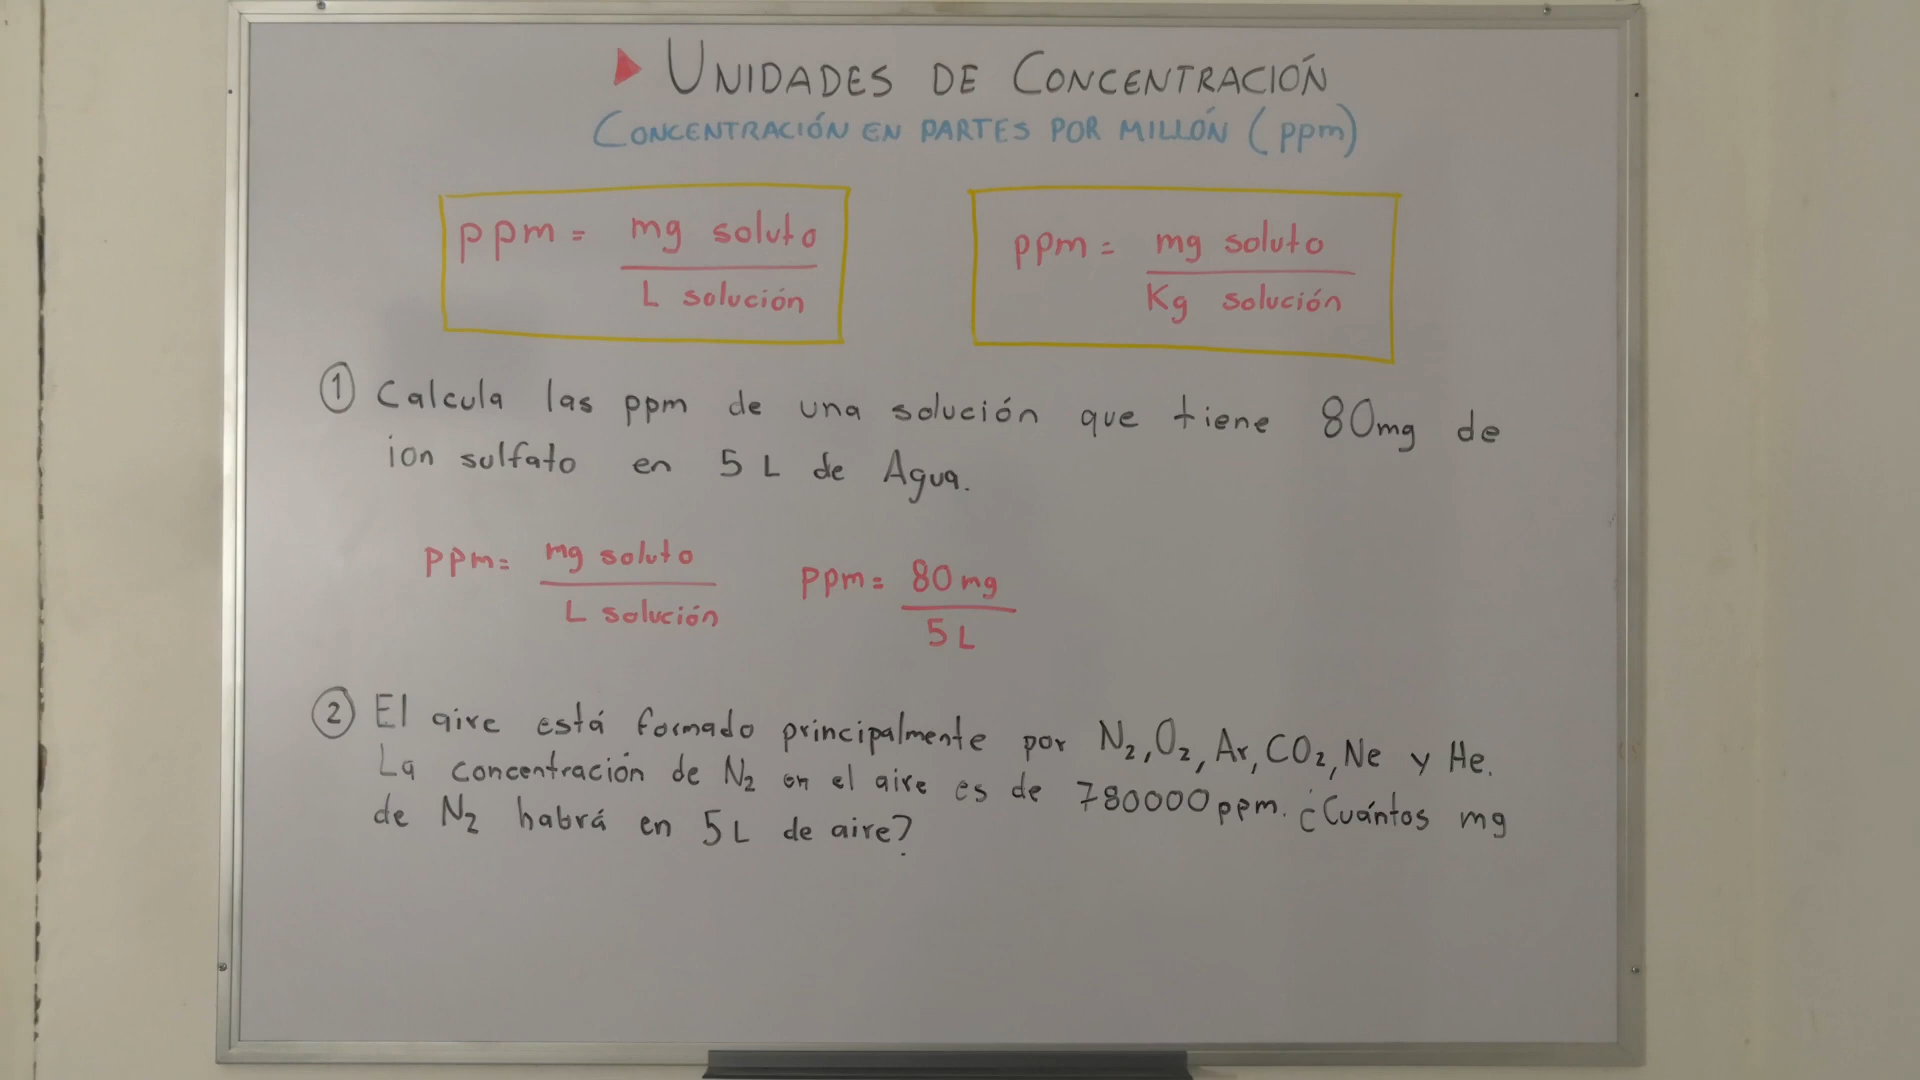 UNIDADES DE CONCENTRACIÓN
CONCENTRACIÓN EN PARTES POR MILLÓN (ppm)
ppm = mg soluto / L solución
ppm = mg soluto / Kg solución
① Calcula las ppm de una solución que tiene 80mg de
ion sulfato en 5 L de Agua.
ppm = mg soluto / L solución
ppm = 80 mg / 5 L
② El aire está formado principalmente por N₂, O₂, Ar, CO₂, Ne y He.
La concentración de N₂ en el aire es de 780000 ppm. ¿Cuántos mg
de N₂ habrá en 5 L de aire?